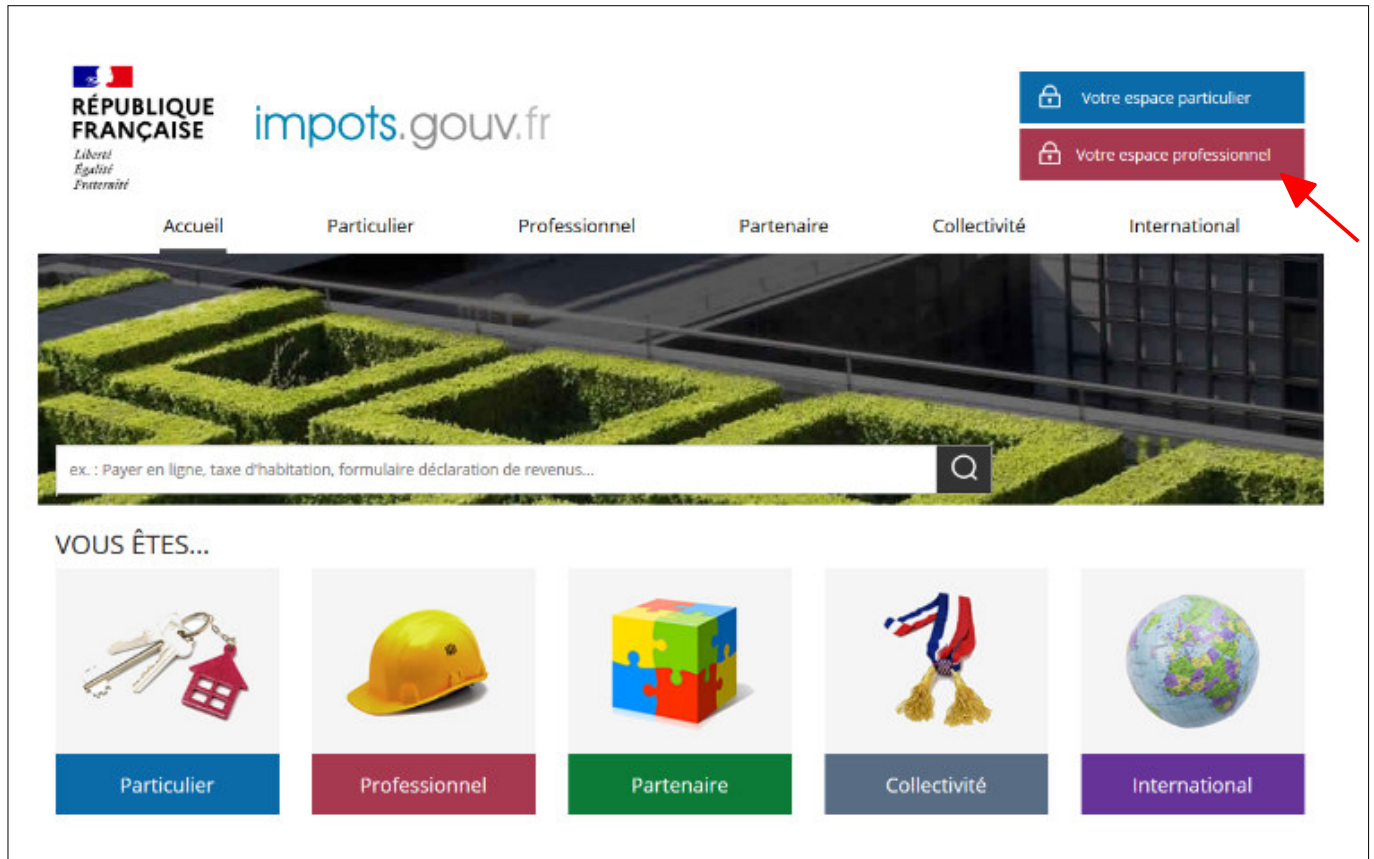 RÉPUBLIQUE
FRANÇAISE
Liberté
Égalité
Fraternité
impots.gouv.fr
Votre espace particulier
Votre espace professionnel
Accueil Particulier Professionnel Partenaire Collectivité International
ex. : Payer en ligne, taxe d'habitation, formulaire déclaration de revenus...
VOUS ÊTES...
Particulier Professionnel Partenaire Collectivité International